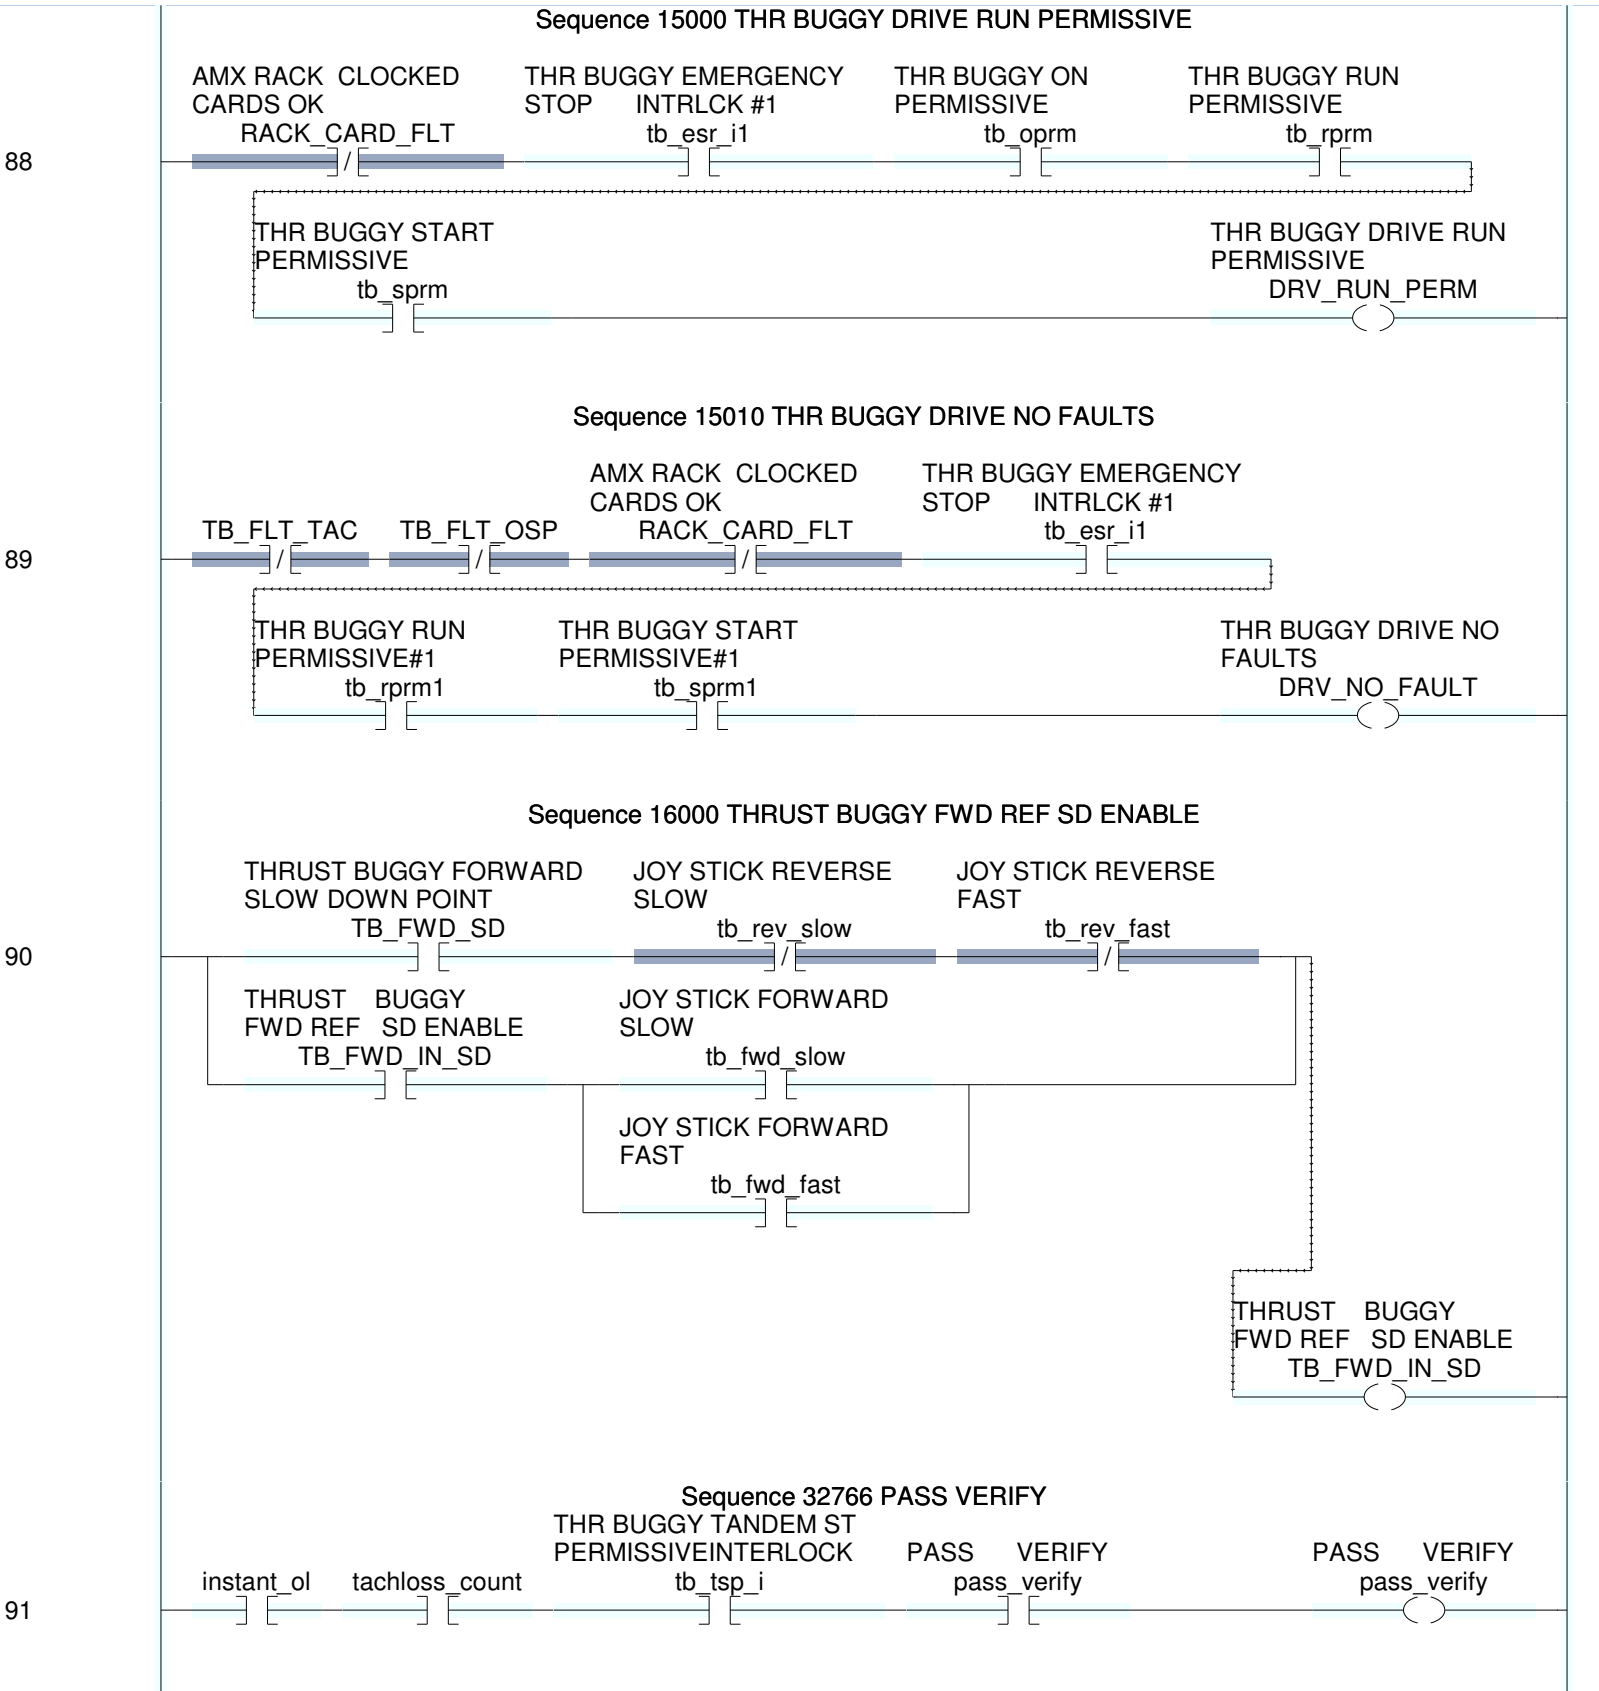 Sequence 15000 THR BUGGY DRIVE RUN PERMISSIVE
AMX RACK CLOCKED THR BUGGY EMERGENCY THR BUGGY ON THR BUGGY RUN
CARDS OK STOP INTRLCK #1 PERMISSIVE PERMISSIVE
RACK_CARD_FLT tb_esr_i1 tb_oprm tb_rprm
88 /
THR BUGGY START THR BUGGY DRIVE RUN
PERMISSIVE PERMISSIVE
tb_sprm DRV_RUN_PERM
Sequence 15010 THR BUGGY DRIVE NO FAULTS
AMX RACK CLOCKED THR BUGGY EMERGENCY
CARDS OK STOP INTRLCK #1
TB_FLT_TAC TB_FLT_OSP RACK_CARD_FLT tb_esr_i1
89 / / /
THR BUGGY RUN THR BUGGY START THR BUGGY DRIVE NO
PERMISSIVE#1 PERMISSIVE#1 FAULTS
tb_rprm1 tb_sprm1 DRV_NO_FAULT
Sequence 16000 THRUST BUGGY FWD REF SD ENABLE
THRUST BUGGY FORWARD JOY STICK REVERSE JOY STICK REVERSE
SLOW DOWN POINT SLOW FAST
TB_FWD_SD tb_rev_slow tb_rev_fast
90 / /
THRUST BUGGY JOY STICK FORWARD
FWD REF SD ENABLE SLOW
TB_FWD_IN_SD tb_fwd_slow
JOY STICK FORWARD
FAST
tb_fwd_fast
THRUST BUGGY
FWD REF SD ENABLE
TB_FWD_IN_SD
Sequence 32766 PASS VERIFY
THR BUGGY TANDEM ST
PERMISSIVEINTERLOCK PASS VERIFY PASS VERIFY
instant_ol tachloss_count tb_tsp_i pass_verify pass_verify
91